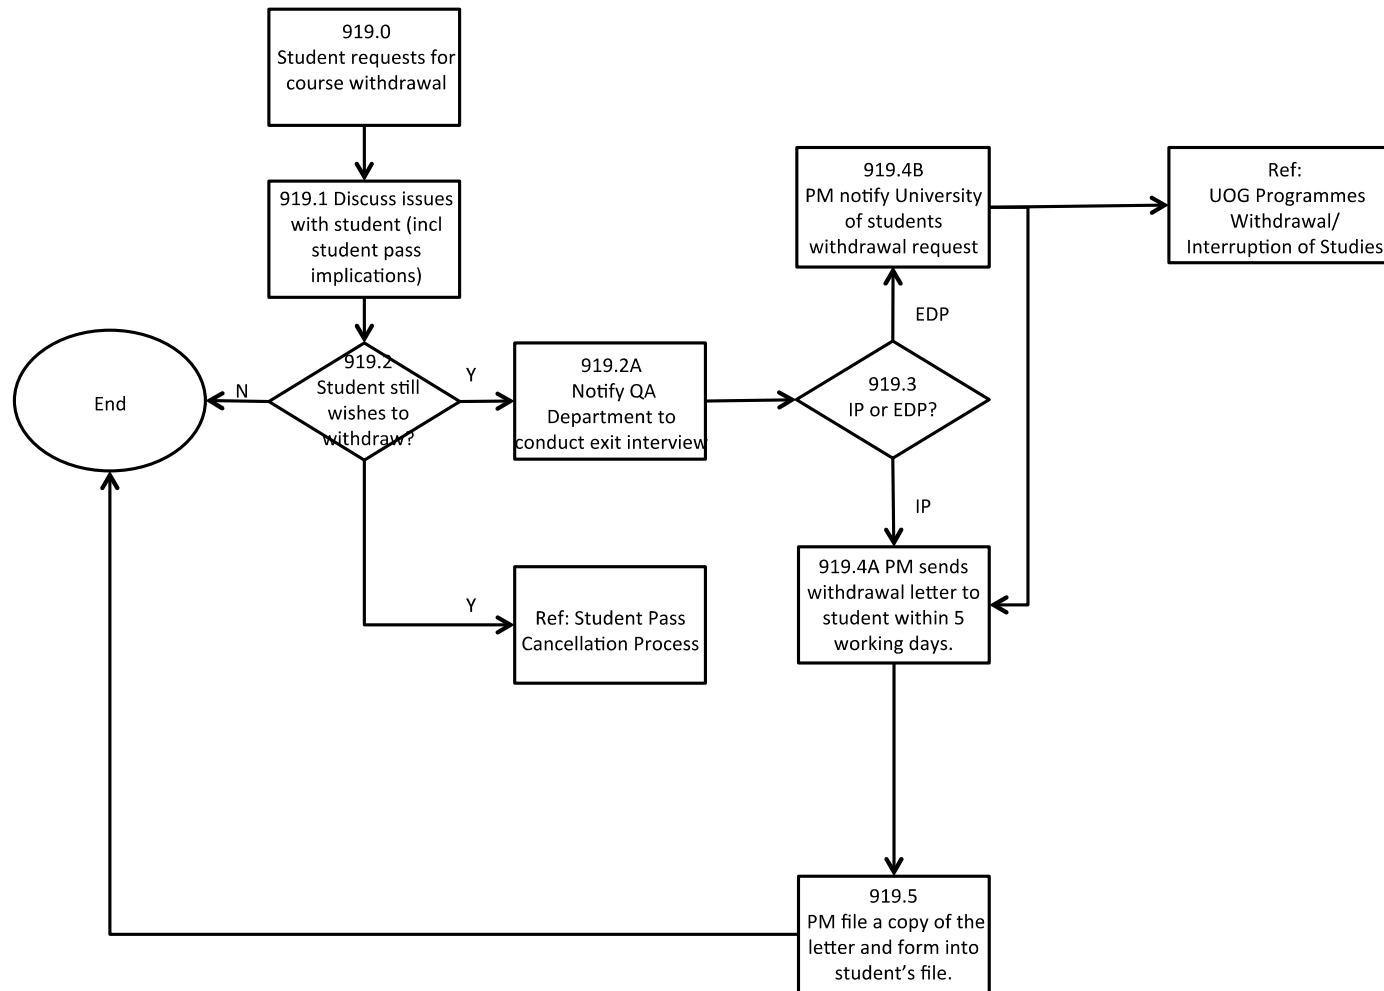 919.0
Student requests for
course withdrawal
919.1 Discuss issues
with student (incl
student pass
implications)
919.2
Student still
wishes to
withdraw?
N
End
Y
919.2A
Notify QA
Department to
conduct exit interview
Y
Ref: Student Pass
Cancellation Process
919.3
IP or EDP?
EDP
919.4B
PM notify University
of students
withdrawal request
Ref:
UOG Programmes
Withdrawal/
Interruption of Studies
IP
919.4A PM sends
withdrawal letter to
student within 5
working days.
919.5
PM file a copy of the
letter and form into
student’s file.